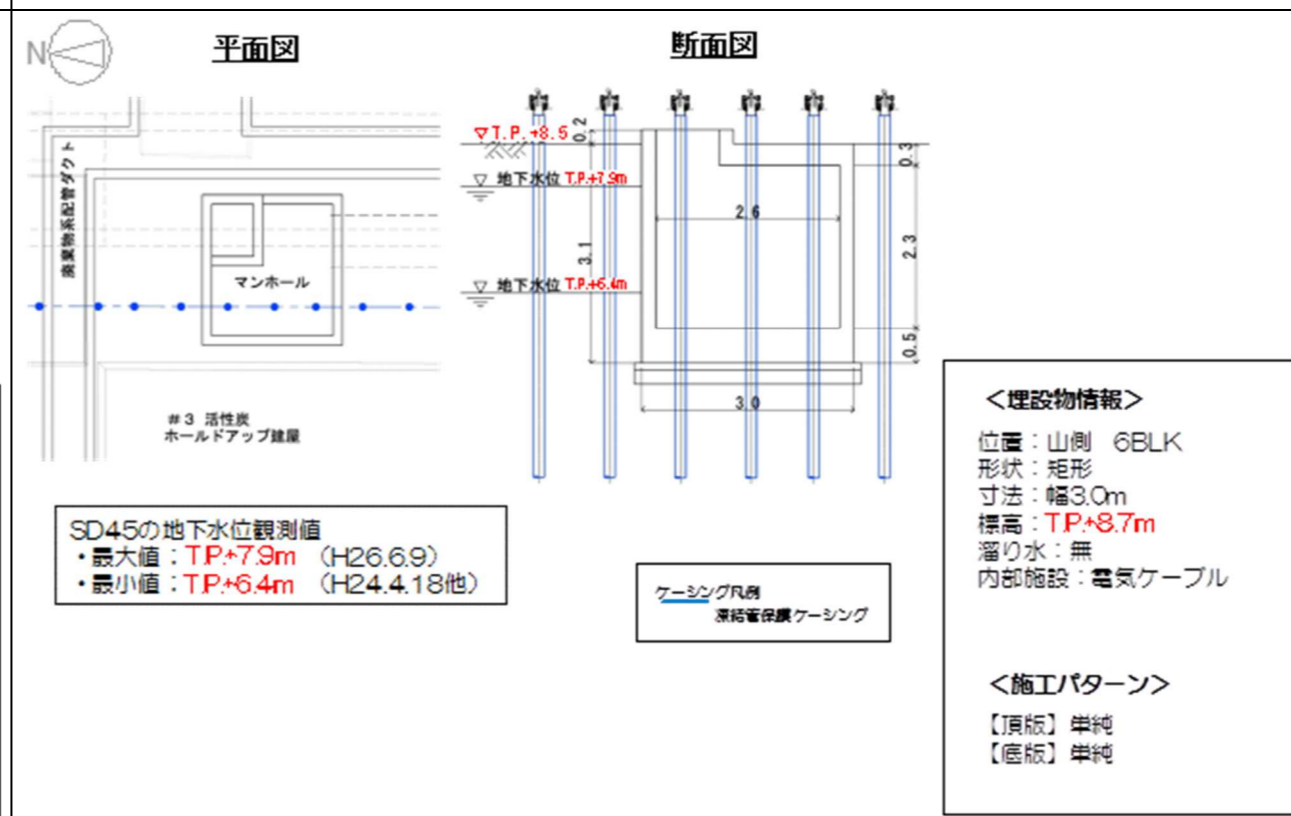 N
平面図
断面図
廃棄物系配管ダクト
マンホール
#3 活性炭
ホールドアップ建屋
▽T.P.+8.5
0.2
▽ 地下水位 T.P.+7.9m
▽ 地下水位 T.P.+6.4m
3.1
2.6
0.3
2.3
0.5
3.0
SD45の地下水位観測値
・最大値：T.P.+7.9m （H26.6.9）
・最小値：T.P.+6.4m （H24.4.18他）
ケーシング凡例
凍結管保護ケーシング
＜埋設物情報＞
位置：山側 6BLK
形状：矩形
寸法：幅3.0m
標高：T.P.+8.7m
溜り水：無
内部施設：電気ケーブル
＜施工パターン＞
【頂版】単純
【底版】単純